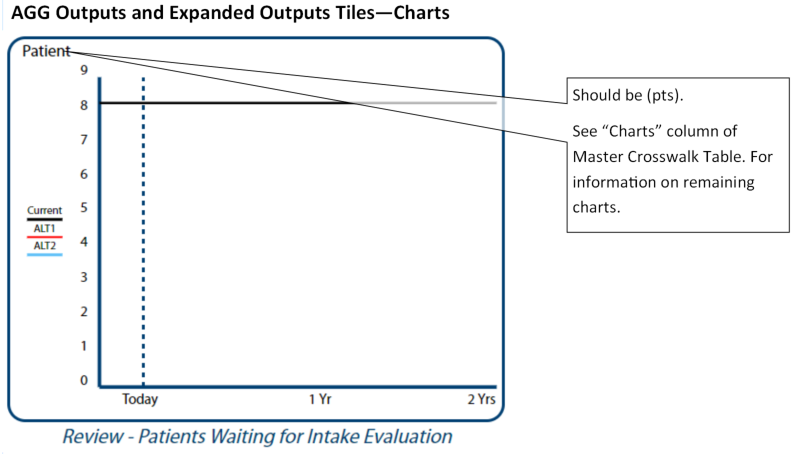 AGG Outputs and Expanded Outputs Tiles—Charts
Patient
9
8
7
6
5
4
3
2
1
0
Current
ALT1
ALT2
Today
1 Yr
2 Yrs
Review - Patients Waiting for Intake Evaluation
Should be (pts).
See “Charts” column of
Master Crosswalk Table. For
information on remaining
charts.